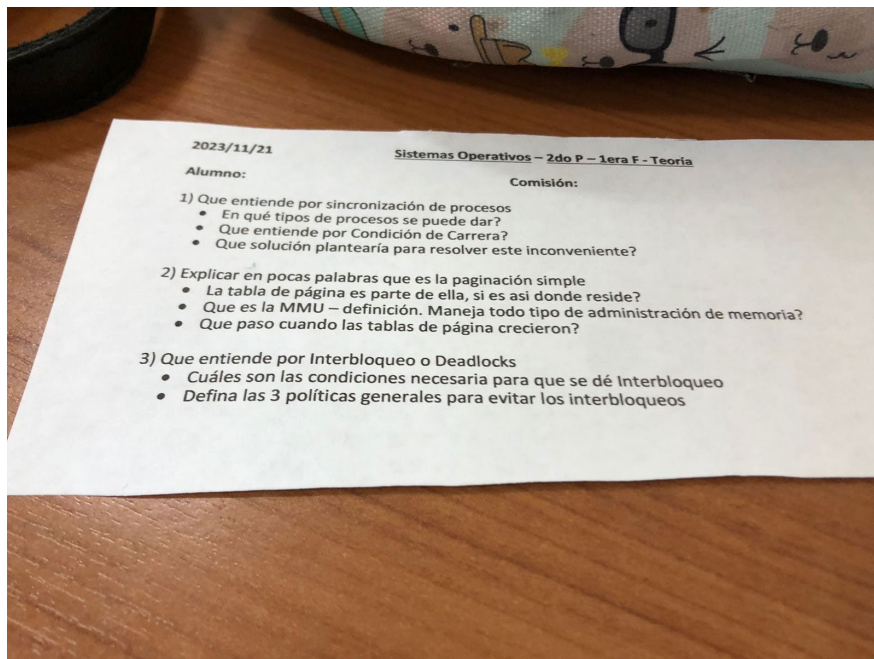 2023/11/21
Sistemas Operativos – 2do P – 1era F - Teoría
Alumno:
Comisión:
1) Que entiende por sincronización de procesos
• En qué tipos de procesos se puede dar?
• Que entiende por Condición de Carrera?
• Que solución plantearía para resolver este inconveniente?
2) Explicar en pocas palabras que es la paginación simple
• La tabla de página es parte de ella, si es asi donde reside?
• Que es la MMU – definición. Maneja todo tipo de administración de memoria?
• Que paso cuando las tablas de página crecieron?
3) Que entiende por Interbloqueo o Deadlocks
• Cuáles son las condiciones necesaria para que se dé Interbloqueo
• Defina las 3 políticas generales para evitar los interbloqueos